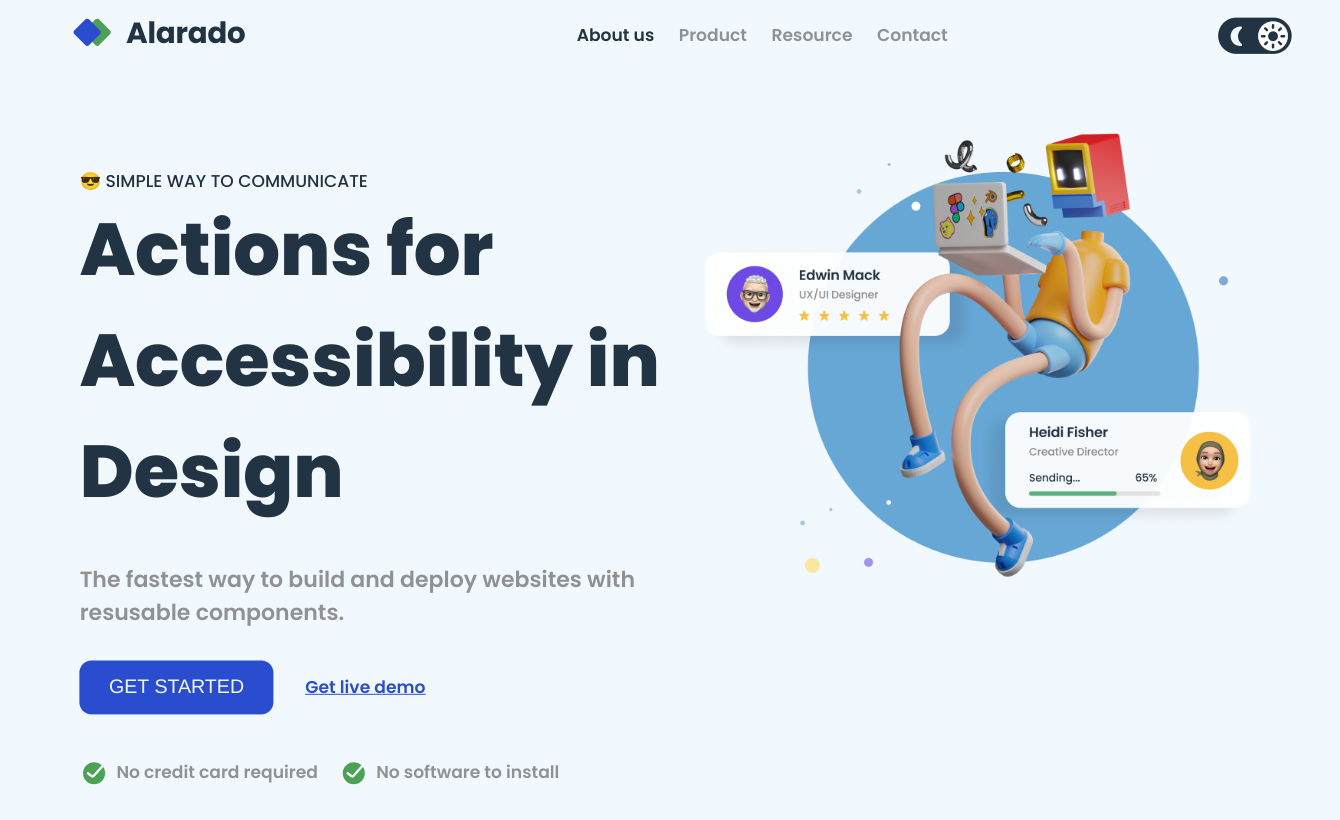 Alarado
About us Product Resource Contact
😎 SIMPLE WAY TO COMMUNICATE
Actions for
Accessibility in
Design
The fastest way to build and deploy websites with
resusable components.
GET STARTED
Get live demo
No credit card required
No software to install
Edwin Mack
UX/UI Designer
Heidi Fisher
Creative Director
Sending... 65%